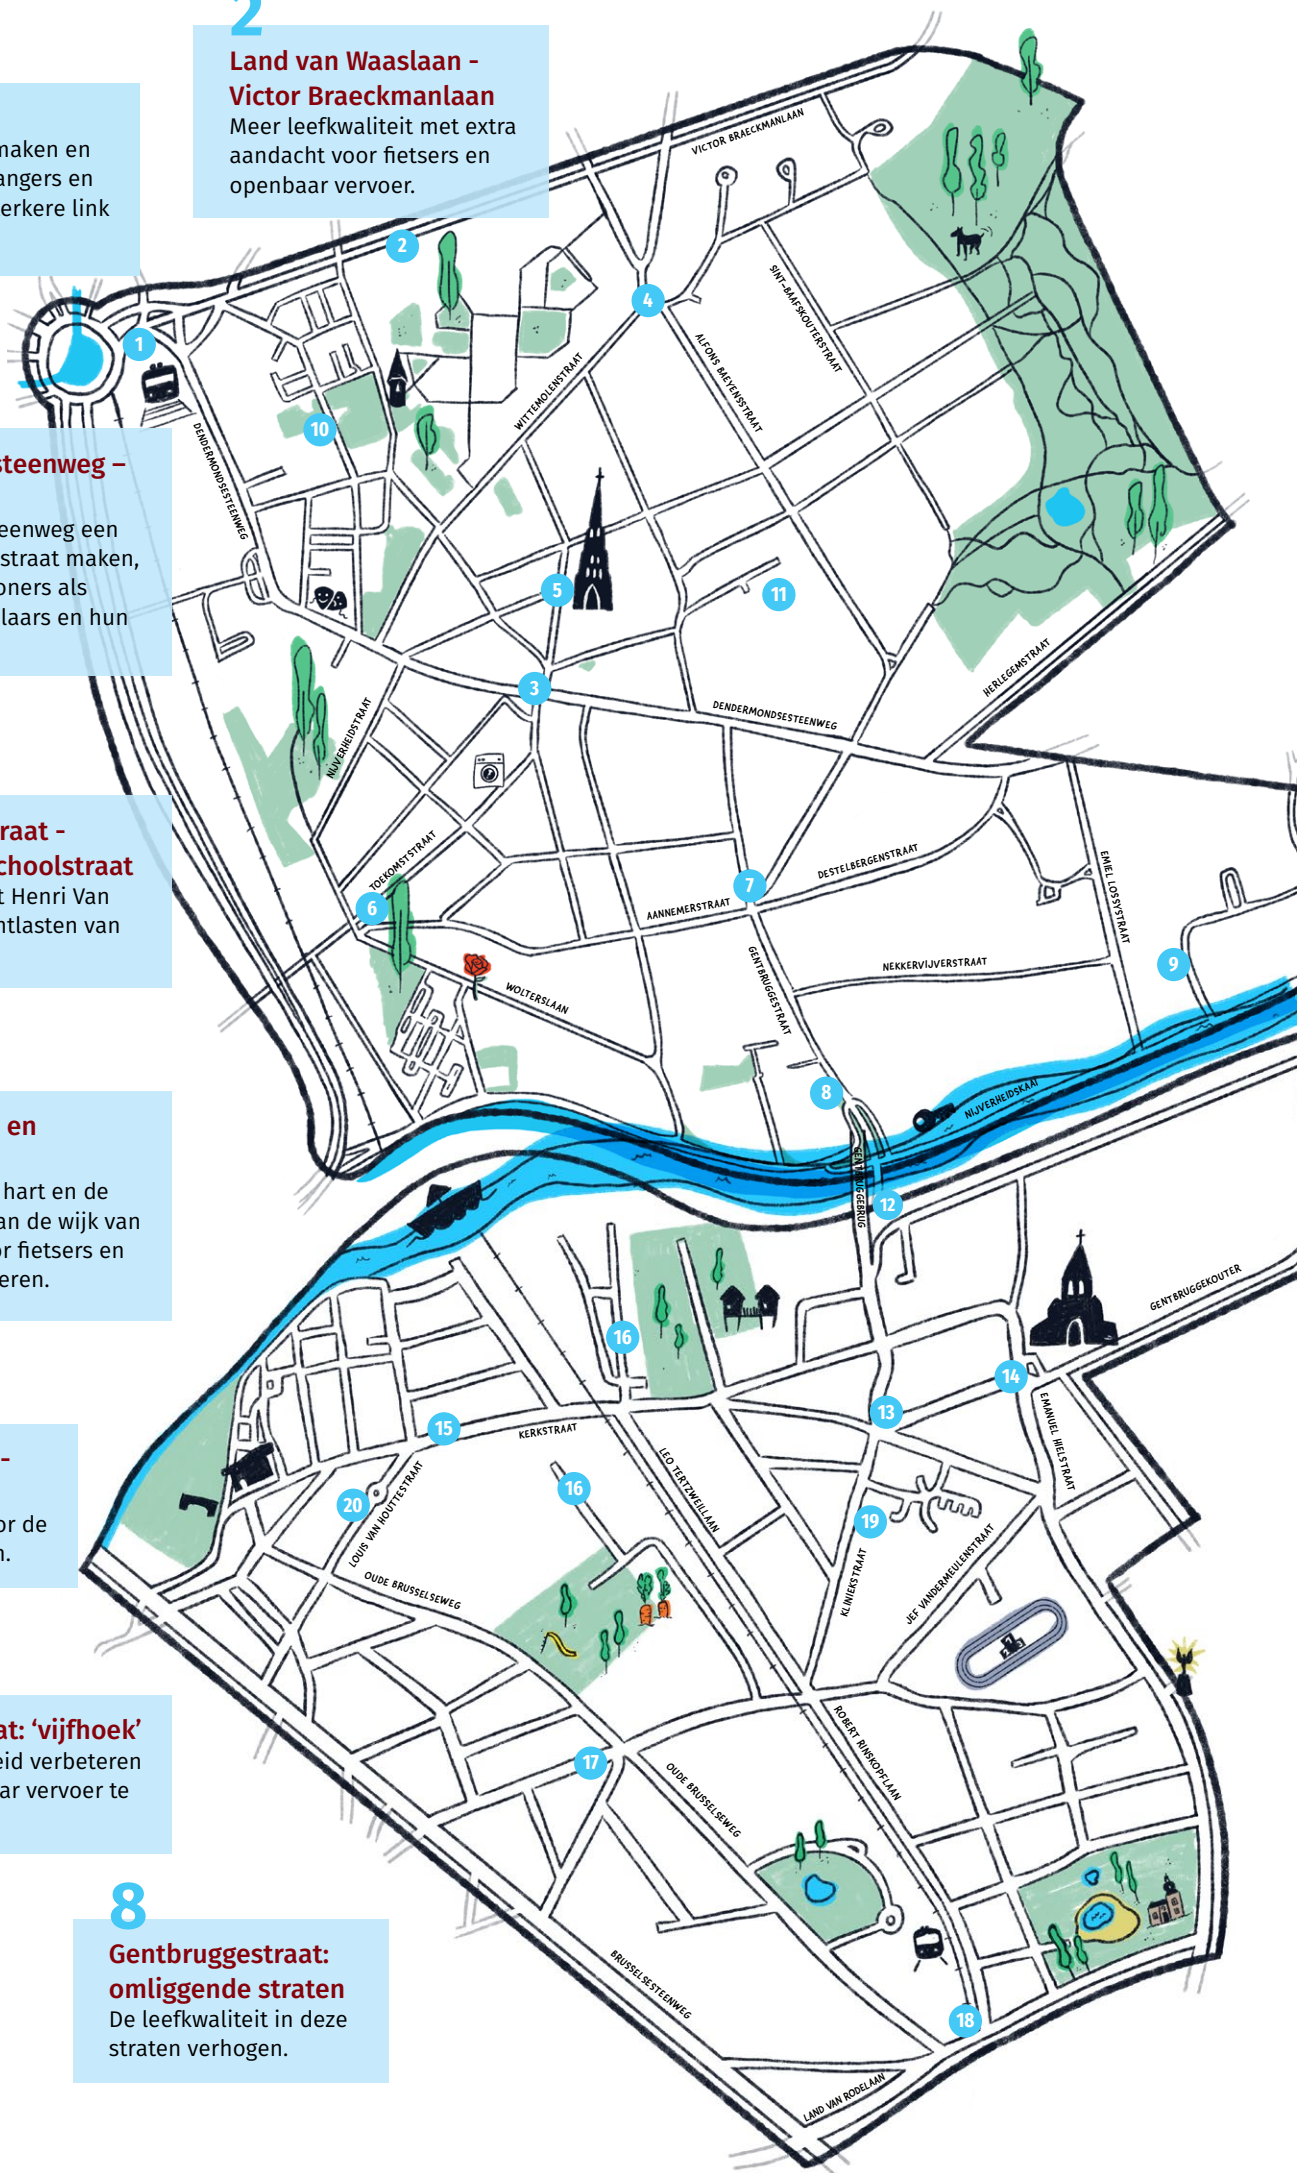 2
Land van Waaslaan -
Victor Braeckmanlaan
Meer leefkwaliteit met extra
aandacht voor fietsers en
openbaar vervoer.
maken en
angers en
erkere link
steenweg –
eenweg een
straat maken,
oners als
laars en hun
raat -
choolstraat
t Henri Van
ntlasten van
en
hart en de
an de wijk van
or fietsers en
eren.
-
or de
n.
at: ‘vijfhoek’
eid verbeteren
ar vervoer te
8
Gentbruggestraat:
omliggende straten
De leefkwaliteit in deze
straten verhogen.
VICTOR BRAECKMANLAAN
2
4
1
SINT-BAAFSKOUTERSTRAAT
ALFONS BAEYENSSTRAAT
WITTEMOLENSTRAAT
10
DENDERMONDSESTEENWEG
5
11
HERLEGEMSTRAAT
3
DENDERMONDSESTEENWEG
NIJVERHEIDSTRAAT
TOEKOMSTSTRAAT
DESTELBERGENSTRAAT
7
6
AANNEMERSTRAAT
EMIEL LOSSYSTRAAT
GENTBRUGGESTRAAT
NEKKERVIJVERSTRAAT
9
WOLTERSLAAN
8
NIJVERHEIDSKAAI
GENTBRUGGEBRUG
12
GENTBRUGGEKOUTER
16
14
13
15
KERKSTRAAT
EMANUEL HIELSTRAAT
LEO TERTZWEILLAAN
16
20
LOUIS VAN HOUTTESTRAAT
19
KLINIEKSTRAAT
JEF VANDERMEULENSTRAAT
OUDE BRUSSELSEWEG
ROBERT RINSKOPFLAAN
17
OUDE BRUSSELSEWEG
BRUSSELSESTEENWEG
18
LAND VAN RODELAAN